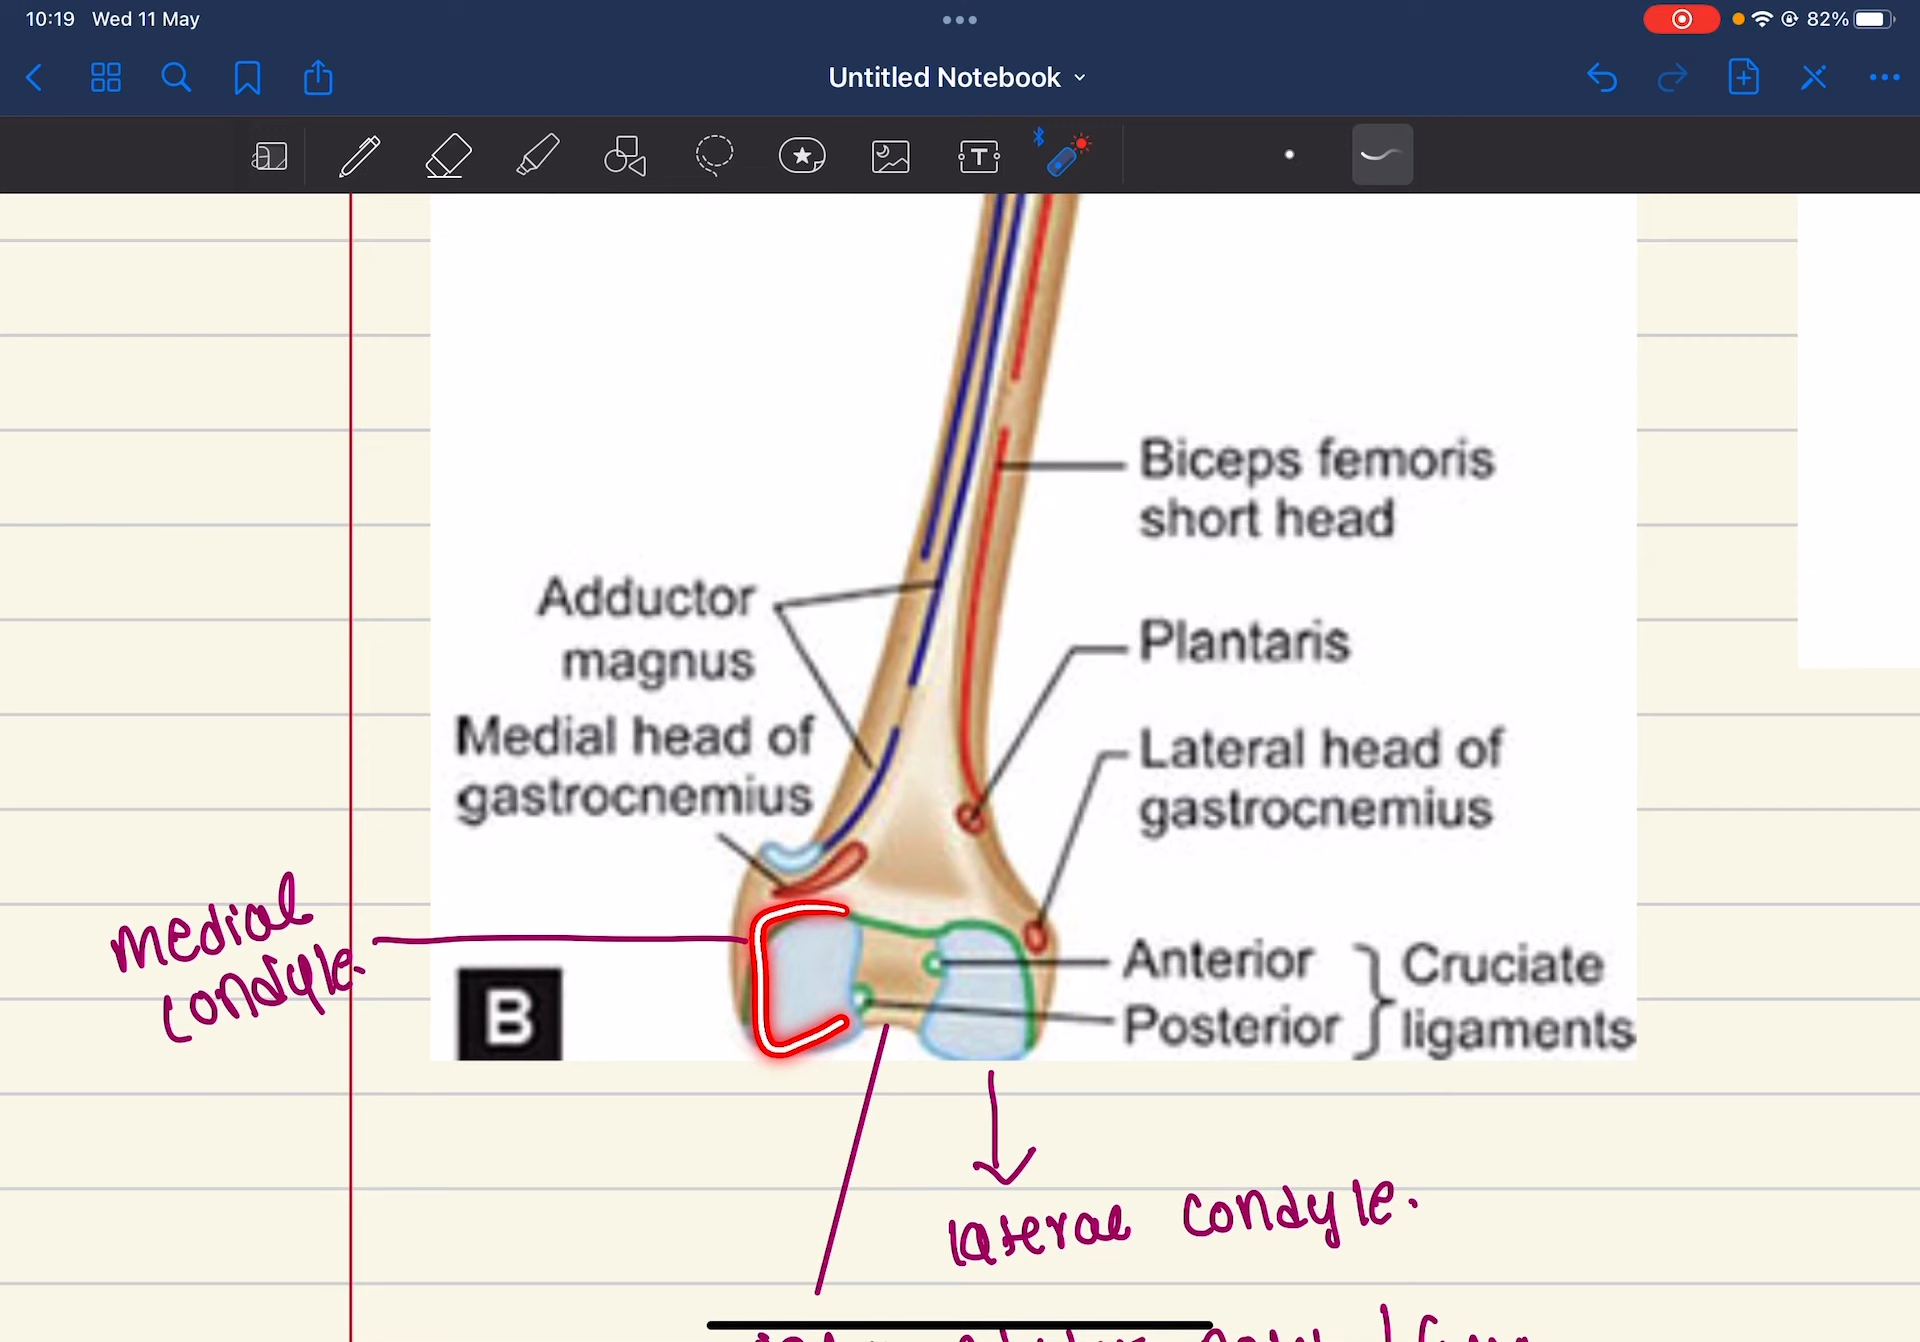 10:19 Wed 11 May
82%
Untitled Notebook
T
Biceps femoris
short head
Adductor
magnus
Plantaris
Medial head of
gastrocnemius
Lateral head of
gastrocnemius
medial
condyle.
Anterior
Posterior
Cruciate
ligaments
B
lateral condyle.